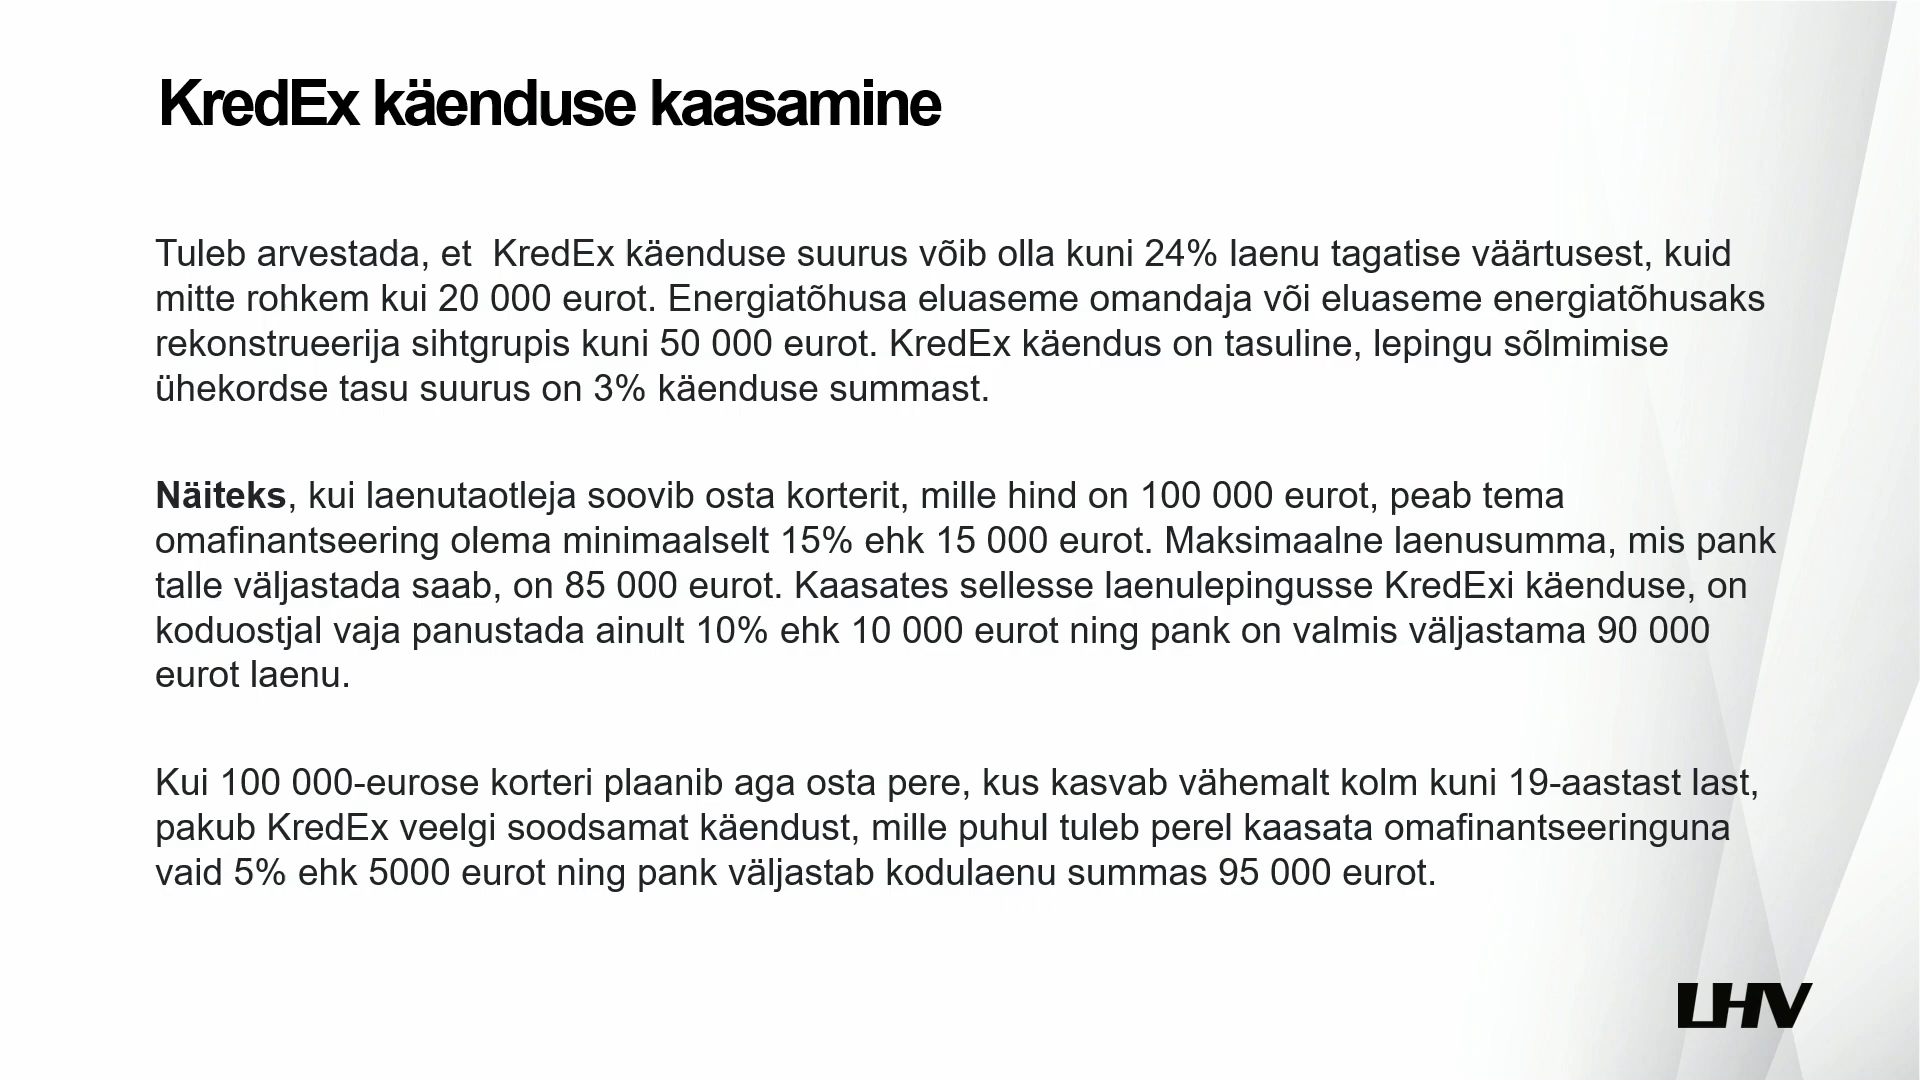 KredEx käenduse kaasamine
Tuleb arvestada, et  KredEx käenduse suurus võib olla kuni 24% laenu tagatise väärtusest, kuid
mitte rohkem kui 20 000 eurot. Energiatõhusa eluaseme omandaja või eluaseme energiatõhusaks
rekonstrueerija sihtgrupis kuni 50 000 eurot. KredEx käendus on tasuline, lepingu sõlmimise
ühekordse tasu suurus on 3% käenduse summast.
Näiteks, kui laenutaotleja soovib osta korterit, mille hind on 100 000 eurot, peab tema
omafinantseering olema minimaalselt 15% ehk 15 000 eurot. Maksimaalne laenusumma, mis pank
talle väljastada saab, on 85 000 eurot. Kaasates sellesse laenulepingusse KredExi käenduse, on
koduostjal vaja panustada ainult 10% ehk 10 000 eurot ning pank on valmis väljastama 90 000
eurot laenu.
Kui 100 000-eurose korteri plaanib aga osta pere, kus kasvab vähemalt kolm kuni 19-aastast last,
pakub KredEx veelgi soodsamat käendust, mille puhul tuleb perel kaasata omafinantseeringuna
vaid 5% ehk 5000 eurot ning pank väljastab kodulaenu summas 95 000 eurot.
LHV